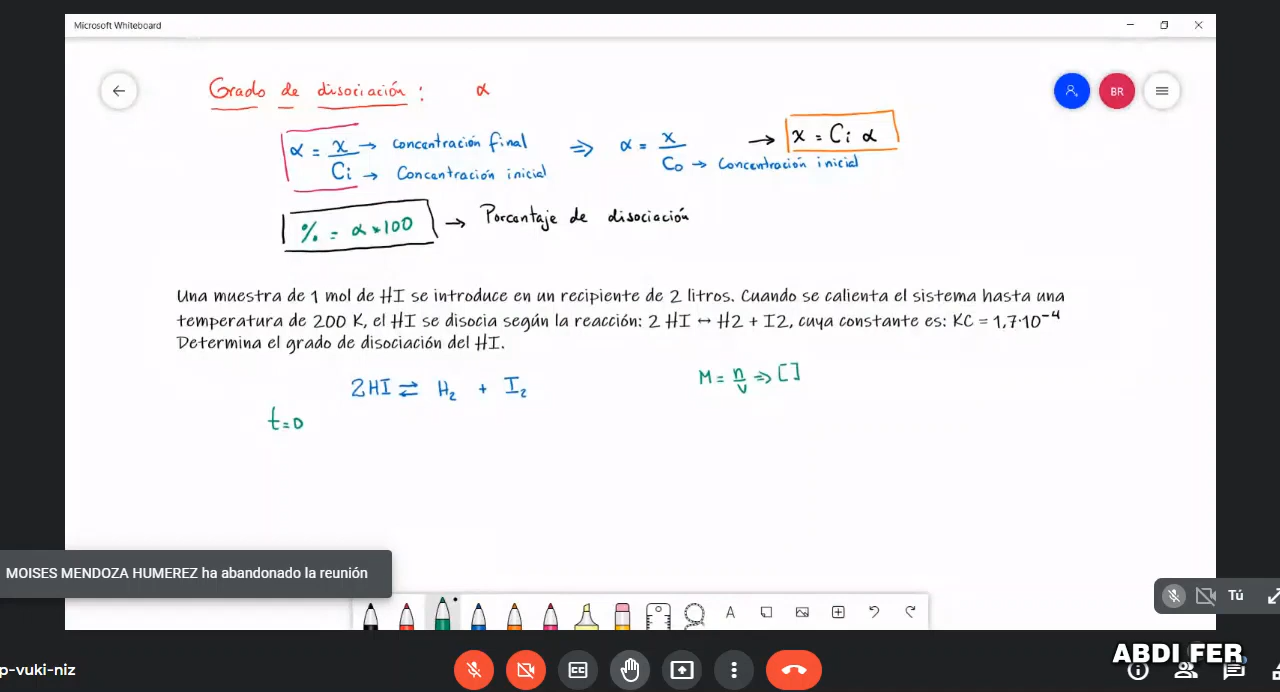 Microsoft Whiteboard
Grado de disociación : α
α = x/Ci → concentración final → Concentración inicial ⇒ α = x/Co → Concentración inicial → x = Ci α
% = α*100 → Porcentaje de disociación
BR
Una muestra de 1 mol de HI se introduce en un recipiente de 2 litros. Cuando se calienta el sistema hasta una
temperatura de 200 K, el HI se disocia según la reacción: 2 HI ↔ H2 + I2, cuya constante es: KC = 1,7·10⁻⁴
Determina el grado de disociación del HI.
2HI ⇌ H₂ + I₂
M = n/v ⇒ []
t=0
MOISES MENDOZA HUMEREZ ha abandonado la reunión
A
Tú
p-vuki-niz
ABDI FER